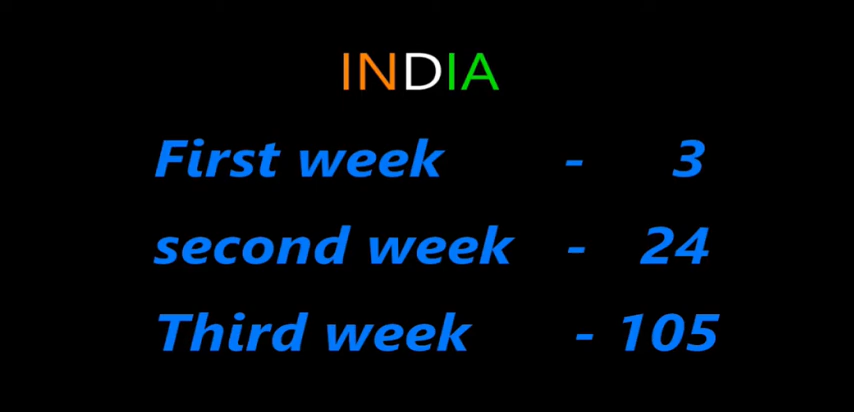 INDIA
First week - 3
second week - 24
Third week - 105